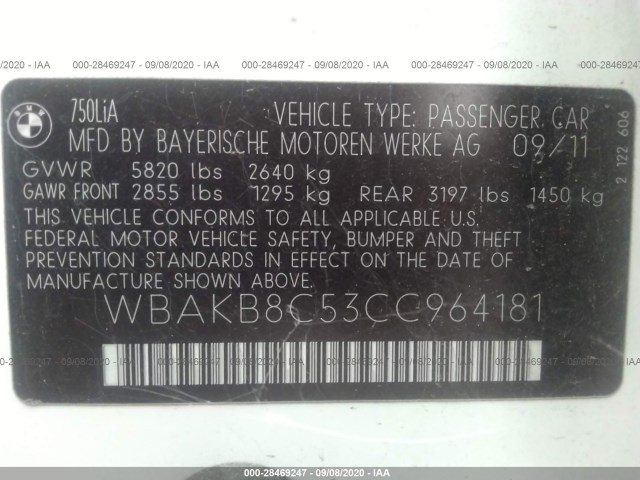 000-28469247 - 09/08/2020 - IAA
BMW
750LiA
VEHICLE TYPE: PASSENGER CAR
MFD BY BAYERISCHE MOTOREN WERKE AG 09/11
GVWR 5820 lbs 2640 kg
GAWR FRONT 2855 lbs 1295 kg REAR 3197 lbs 1450 kg
THIS VEHICLE CONFORMS TO ALL APPLICABLE U.S.
FEDERAL MOTOR VEHICLE SAFETY, BUMPER AND THEFT
PREVENTION STANDARDS IN EFFECT ON THE DATE OF
MANUFACTURE SHOWN ABOVE.
WBAKB8C53CC964181
2 122 606
000-28469247 - 09/08/2020 - IAA